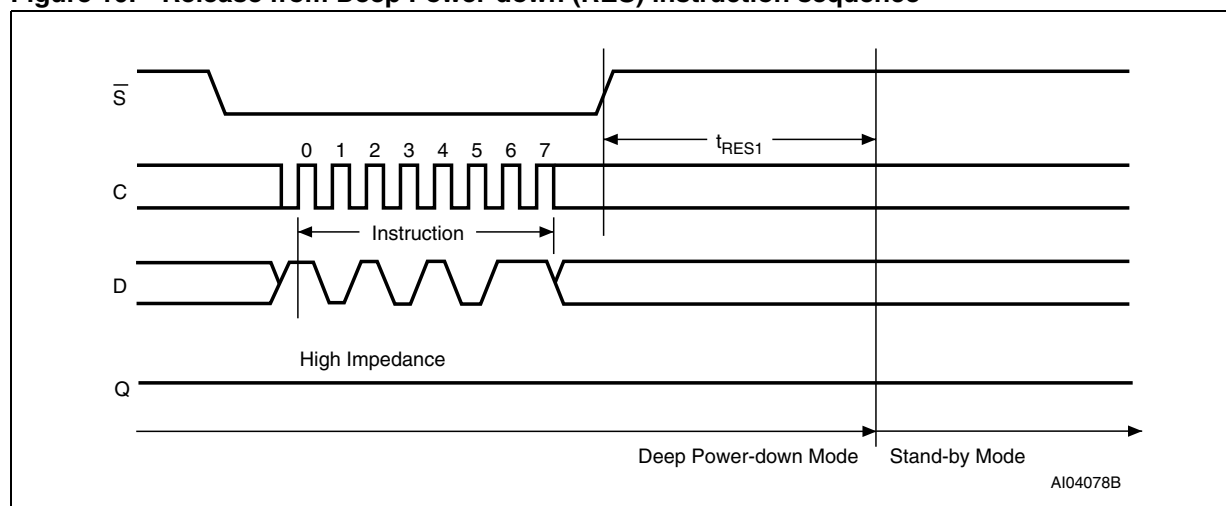 Figure 19. Release from Deep Power-down (RES) instruction sequence
S
tRES1
0 1 2 3 4 5 6 7
C
Instruction
D
High Impedance
Q
Deep Power-down Mode Stand-by Mode
AI04078B